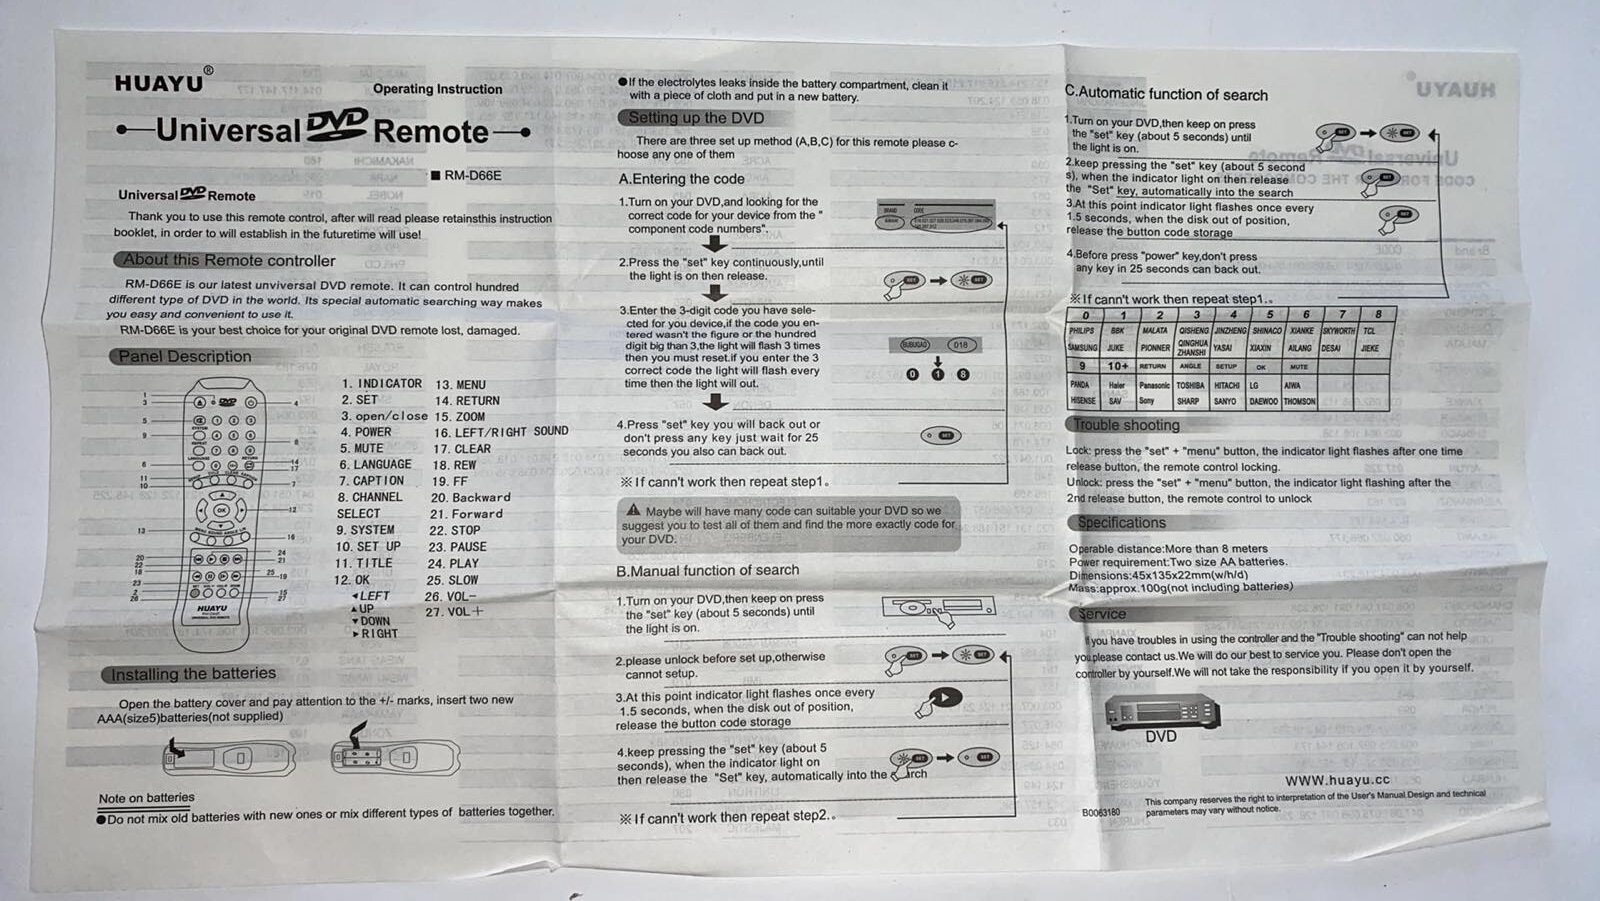 HUAYU®
Operating Instruction
Universal DVD Remote
■ RM-D66E
Universal DVD Remote
Thank you to use this remote control, after will read please retainsthis instruction
booklet, in order to will establish in the futuretime will use!
About this Remote controller
RM-D66E is our latest unviversal DVD remote. It can control hundred
different type of DVD in the world. Its special automatic searching way makes
you easy and convenient to use it.
RM-D66E is your best choice for your original DVD remote lost, damaged.
Panel Description
1. INDICATOR
2. SET
3. open/close
4. POWER
5. MUTE
6. LANGUAGE
7. CAPTION
8. CHANNEL
SELECT
9. SYSTEM
10. SET UP
11. TITLE
12. OK
◄LEFT
▲UP
▼DOWN
►RIGHT
13. MENU
14. RETURN
15. ZOOM
16. LEFT/RIGHT SOUND
17. CLEAR
18. REW
19. FF
20. Backward
21. Forward
22. STOP
23. PAUSE
24. PLAY
25. SLOW
26. VOL-
27. VOL+
HUAYU
Installing the batteries
Open the battery cover and pay attention to the +/- marks, insert two new
AAA(size5)batteries(not supplied)
Note on batteries
●Do not mix old batteries with new ones or mix different types of batteries together.
●If the electrolytes leaks inside the battery compartment, clean it
with a piece of cloth and put in a new battery.
Setting up the DVD
There are three set up method (A,B,C) for this remote please c-
hoose any one of them
A.Entering the code
1.Turn on your DVD,and looking for the
correct code for your device from the "
component code numbers".
BRAND CODE
2.Press the "set" key continuously,until
the light is on then release.
SET SET
3.Enter the 3-digit code you have sele-
cted for you device,if the code you en-
tered wasn't the figure or the hundred
digit big than 3,the light will flash 3 times
then you must reset.if you enter the 3
correct code the light will flash every
time then the light will out.
BUBUGAO 018
0 1 8
4.Press "set" key you will back out or
don't press any key just wait for 25
seconds you also can back out.
SET
※If cann't work then repeat step1。
Maybe will have many code can suitable your DVD so we
suggest you to test all of them and find the more exactly code for
your DVD.
B.Manual function of search
1.Turn on your DVD,then keep on press
the "set" key (about 5 seconds) until
the light is on.
2.please unlock before set up,otherwise
cannot setup.
SET SET
3.At this point indicator light flashes once every
1.5 seconds, when the disk out of position,
release the button code storage
4.keep pressing the "set" key (about 5
seconds), when the indicator light on
then release the "Set" key, automatically into the search
SET SET
※If cann't work then repeat step2.。
C.Automatic function of search
1.Turn on your DVD,then keep on press
the "set" key (about 5 seconds) until
the light is on.
SET SET
2.keep pressing the "set" key (about 5 second
s), when the indicator light on then release
the "Set" key, automatically into the search
SET
3.At this point indicator light flashes once every
1.5 seconds, when the disk out of position,
release the button code storage
SET
4.Before press "power" key,don't press
any key in 25 seconds can back out.
※If cann't work then repeat step1.。
0 1 2 3 4 5 6 7 8
PHILIPS BBK MALATA QISHENG JINZHENG SHINACO XIANKE SKYWORTH TCL
SAMSUNG JUKE PIONNER QINGHUA ZHANSHI YASAI XIAXIN AILANG DESAI JIEKE
9 10+ RETURN ANGLE SETUP OK MUTE
PANDA Haier Panasonic TOSHIBA HITACHI LG AIWA
HISENSE SAV Sony SHARP SANYO DAEWOO THOMSON
Trouble shooting
Lock: press the "set" + "menu" button, the indicator light flashes after one time
release button, the remote control locking.
Unlock: press the "set" + "menu" button, the indicator light flashing after the
2nd release button, the remote control to unlock
Specifications
Operable distance:More than 8 meters
Power requirement:Two size AA batteries.
Dimensions:45x135x22mm(w/h/d)
Mass:approx.100g(not including batteries)
Service
If you have troubles in using the controller and the "Trouble shooting" can not help
you,please contact us.We will do our best to service you. Please don't open the
controller by yourself.We will not take the responsibility if you open it by yourself.
DVD
WWW.huayu.cc
B0063180
This company reserves the right to interpretation of the User's Manual.Design and technical
parameters may vary without notice.